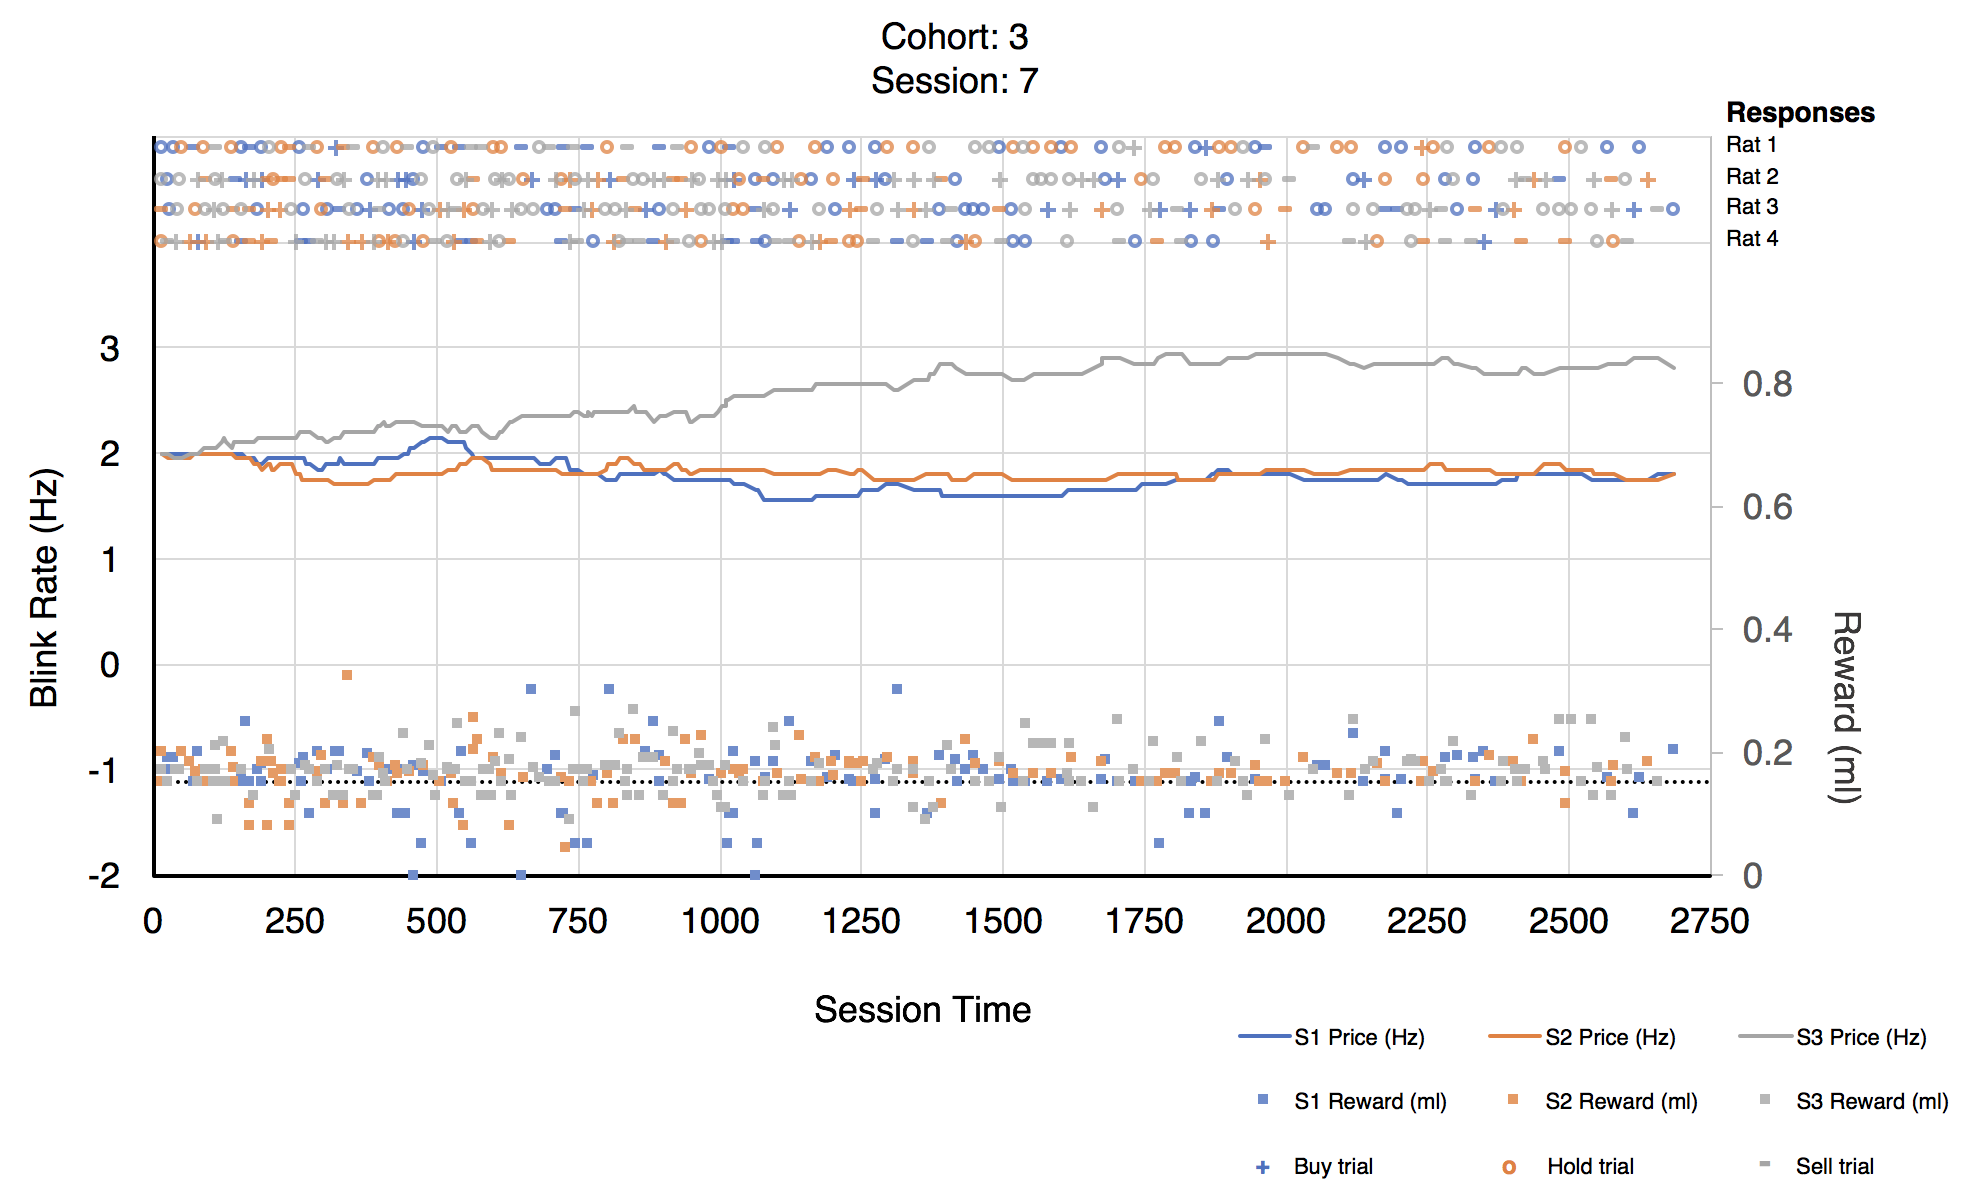 Cohort: 3
Session: 7
Responses
Rat 1
Rat 2
Rat 3
Rat 4
3
2
1
0
-1
-2
Blink Rate (Hz)
0.8
0.6
0.4
0.2
0
Reward (ml)
0 250 500 750 1000 1250 1500 1750 2000 2250 2500 2750
Session Time
S1 Price (Hz) S2 Price (Hz) S3 Price (Hz)
S1 Reward (ml) S2 Reward (ml) S3 Reward (ml)
Buy trial Hold trial Sell trial